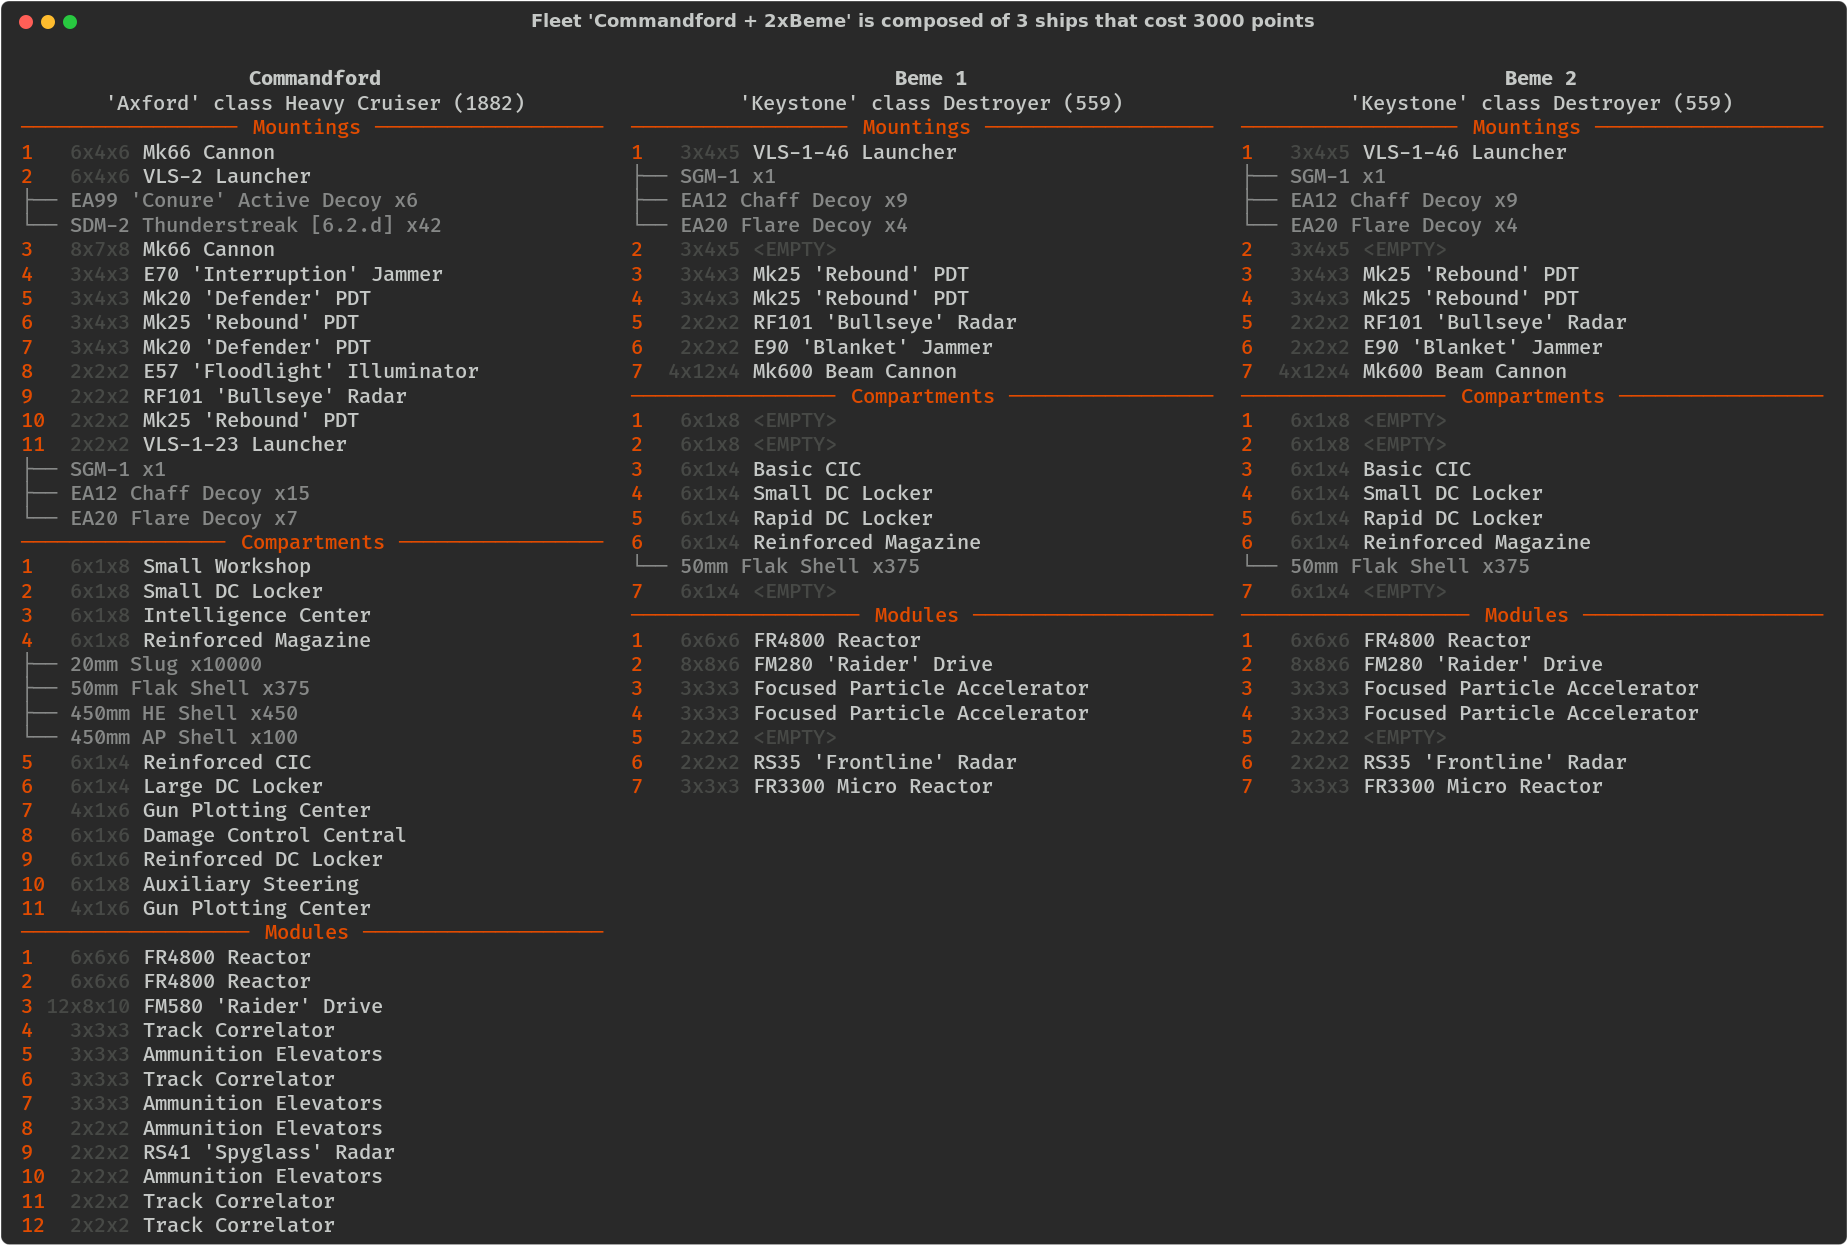 Fleet 'Commandford + 2xBeme' is composed of 3 ships that cost 3000 points
Commandford
'Axford' class Heavy Cruiser (1882)
Mountings
1 6x4x6 Mk66 Cannon
2 6x4x6 VLS-2 Launcher
EA99 'Conure' Active Decoy x6
SDM-2 Thunderstreak [6.2.d] x42
3 8x7x8 Mk66 Cannon
4 3x4x3 E70 'Interruption' Jammer
5 3x4x3 Mk20 'Defender' PDT
6 3x4x3 Mk25 'Rebound' PDT
7 3x4x3 Mk20 'Defender' PDT
8 2x2x2 E57 'Floodlight' Illuminator
9 2x2x2 RF101 'Bullseye' Radar
10 2x2x2 Mk25 'Rebound' PDT
11 2x2x2 VLS-1-23 Launcher
SGM-1 x1
EA12 Chaff Decoy x15
EA20 Flare Decoy x7
Compartments
1 6x1x8 Small Workshop
2 6x1x8 Small DC Locker
3 6x1x8 Intelligence Center
4 6x1x8 Reinforced Magazine
20mm Slug x10000
50mm Flak Shell x375
450mm HE Shell x450
450mm AP Shell x100
5 6x1x4 Reinforced CIC
6 6x1x4 Large DC Locker
7 4x1x6 Gun Plotting Center
8 6x1x6 Damage Control Central
9 6x1x6 Reinforced DC Locker
10 6x1x8 Auxiliary Steering
11 4x1x6 Gun Plotting Center
Modules
1 6x6x6 FR4800 Reactor
2 6x6x6 FR4800 Reactor
3 12x8x10 FM580 'Raider' Drive
4 3x3x3 Track Correlator
5 3x3x3 Ammunition Elevators
6 3x3x3 Track Correlator
7 3x3x3 Ammunition Elevators
8 2x2x2 Ammunition Elevators
9 2x2x2 RS41 'Spyglass' Radar
10 2x2x2 Ammunition Elevators
11 2x2x2 Track Correlator
12 2x2x2 Track Correlator
Beme 1
'Keystone' class Destroyer (559)
Mountings
1 3x4x5 VLS-1-46 Launcher
SGM-1 x1
EA12 Chaff Decoy x9
EA20 Flare Decoy x4
2 3x4x5 <EMPTY>
3 3x4x3 Mk25 'Rebound' PDT
4 3x4x3 Mk25 'Rebound' PDT
5 2x2x2 RF101 'Bullseye' Radar
6 2x2x2 E90 'Blanket' Jammer
7 4x12x4 Mk600 Beam Cannon
Compartments
1 6x1x8 <EMPTY>
2 6x1x8 <EMPTY>
3 6x1x4 Basic CIC
4 6x1x4 Small DC Locker
5 6x1x4 Rapid DC Locker
6 6x1x4 Reinforced Magazine
50mm Flak Shell x375
7 6x1x4 <EMPTY>
Modules
1 6x6x6 FR4800 Reactor
2 8x8x6 FM280 'Raider' Drive
3 3x3x3 Focused Particle Accelerator
4 3x3x3 Focused Particle Accelerator
5 2x2x2 <EMPTY>
6 2x2x2 RS35 'Frontline' Radar
7 3x3x3 FR3300 Micro Reactor
Beme 2
'Keystone' class Destroyer (559)
Mountings
1 3x4x5 VLS-1-46 Launcher
SGM-1 x1
EA12 Chaff Decoy x9
EA20 Flare Decoy x4
2 3x4x5 <EMPTY>
3 3x4x3 Mk25 'Rebound' PDT
4 3x4x3 Mk25 'Rebound' PDT
5 2x2x2 RF101 'Bullseye' Radar
6 2x2x2 E90 'Blanket' Jammer
7 4x12x4 Mk600 Beam Cannon
Compartments
1 6x1x8 <EMPTY>
2 6x1x8 <EMPTY>
3 6x1x4 Basic CIC
4 6x1x4 Small DC Locker
5 6x1x4 Rapid DC Locker
6 6x1x4 Reinforced Magazine
50mm Flak Shell x375
7 6x1x4 <EMPTY>
Modules
1 6x6x6 FR4800 Reactor
2 8x8x6 FM280 'Raider' Drive
3 3x3x3 Focused Particle Accelerator
4 3x3x3 Focused Particle Accelerator
5 2x2x2 <EMPTY>
6 2x2x2 RS35 'Frontline' Radar
7 3x3x3 FR3300 Micro Reactor